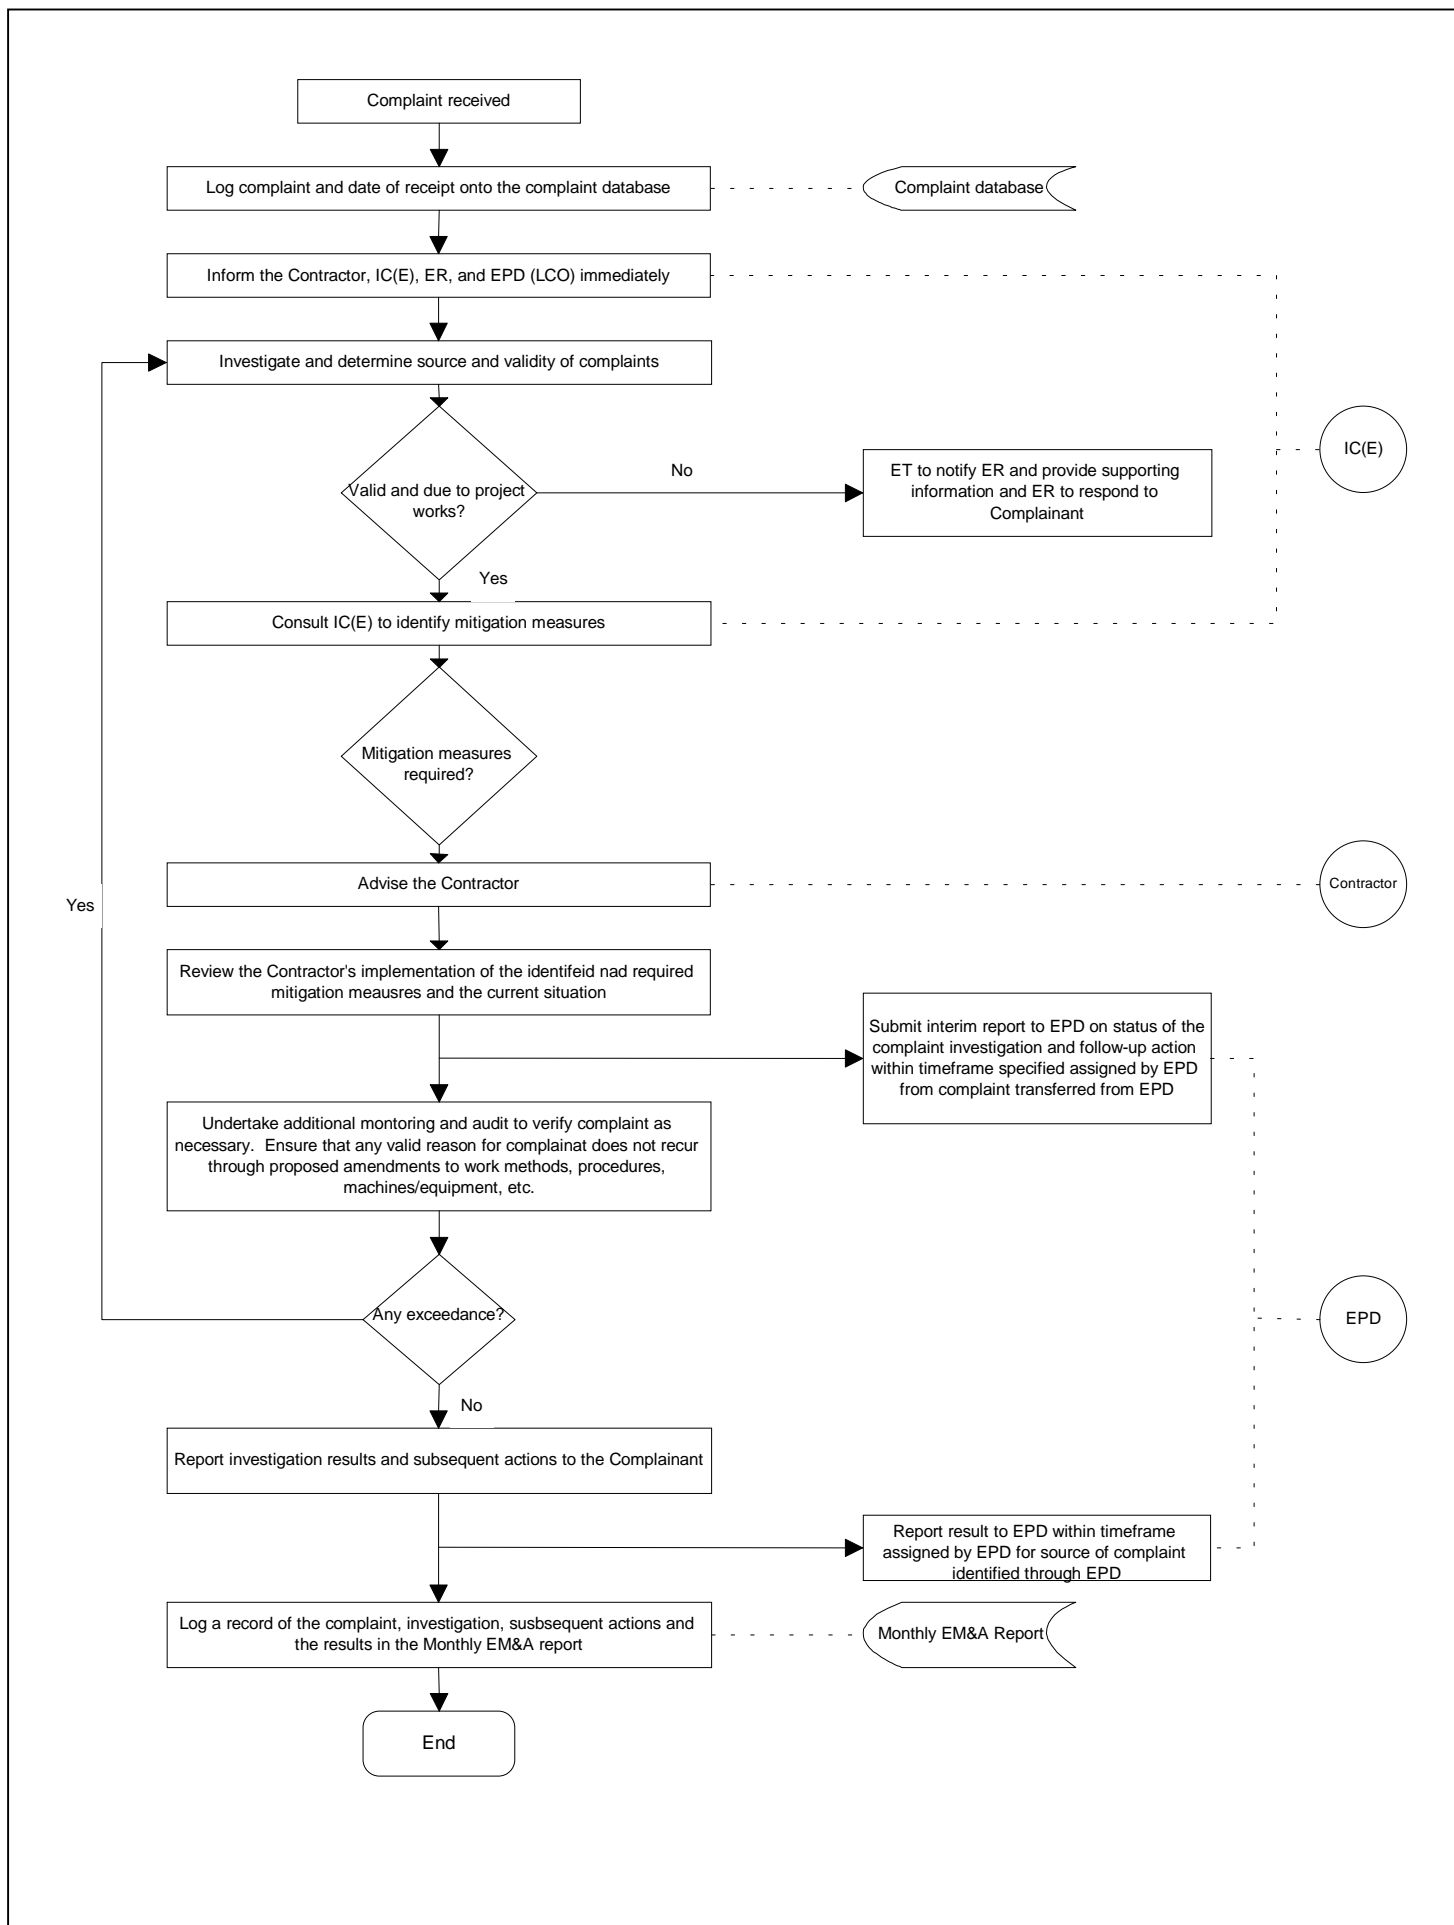 Complaint received
Log complaint and date of receipt onto the complaint database
Complaint database
Inform the Contractor, IC(E), ER, and EPD (LCO) immediately
Investigate and determine source and validity of complaints
IC(E)
Valid and due to project
works?
No
ET to notify ER and provide supporting
information and ER to respond to
Complainant
Yes
Consult IC(E) to identify mitigation measures
Mitigation measures
required?
Advise the Contractor
Contractor
Yes
Review the Contractor's implementation of the identifeid nad required
mitigation meausres and the current situation
Submit interim report to EPD on status of the
complaint investigation and follow-up action
within timeframe specified assigned by EPD
from complaint transferred from EPD
Undertake additional montoring and audit to verify complaint as
necessary.  Ensure that any valid reason for complainat does not recur
through proposed amendments to work methods, procedures,
machines/equipment, etc.
Any exceedance?
EPD
No
Report investigation results and subsequent actions to the Complainant
Report result to EPD within timeframe
assigned by EPD for source of complaint
identified through EPD
Log a record of the complaint, investigation, susbsequent actions and
the results in the Monthly EM&A report
Monthly EM&A Report
End